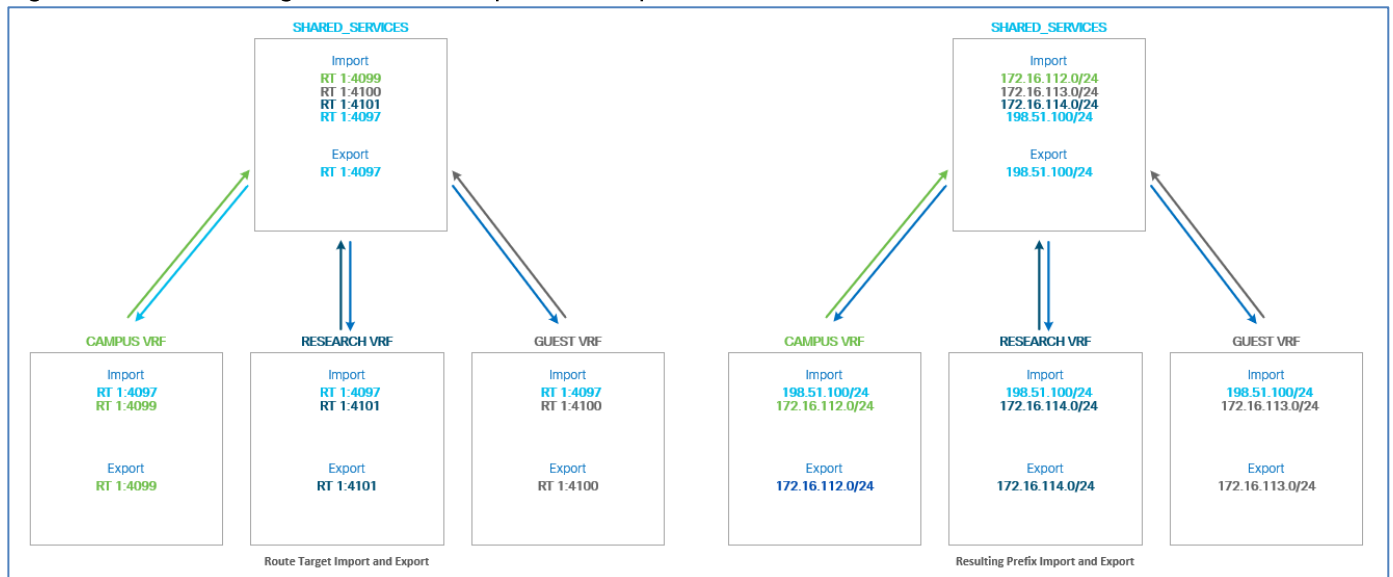 SHARED_SERVICES
Import
RT 1:4099
RT 1:4100
RT 1:4101
RT 1:4097
Export
RT 1:4097
CAMPUS VRF
Import
RT 1:4097
RT 1:4099
Export
RT 1:4099
RESEARCH VRF
Import
RT 1:4097
RT 1:4101
Export
RT 1:4101
GUEST VRF
Import
RT 1:4097
RT 1:4100
Export
RT 1:4100
Route Target Import and Export
SHARED_SERVICES
Import
172.16.112.0/24
172.16.113.0/24
172.16.114.0/24
198.51.100/24
Export
198.51.100/24
CAMPUS VRF
Import
198.51.100/24
172.16.112.0/24
Export
172.16.112.0/24
RESEARCH VRF
Import
198.51.100/24
172.16.114.0/24
Export
172.16.114.0/24
GUEST VRF
Import
198.51.100/24
172.16.113.0/24
Export
172.16.113.0/24
Resulting Prefix Import and Export